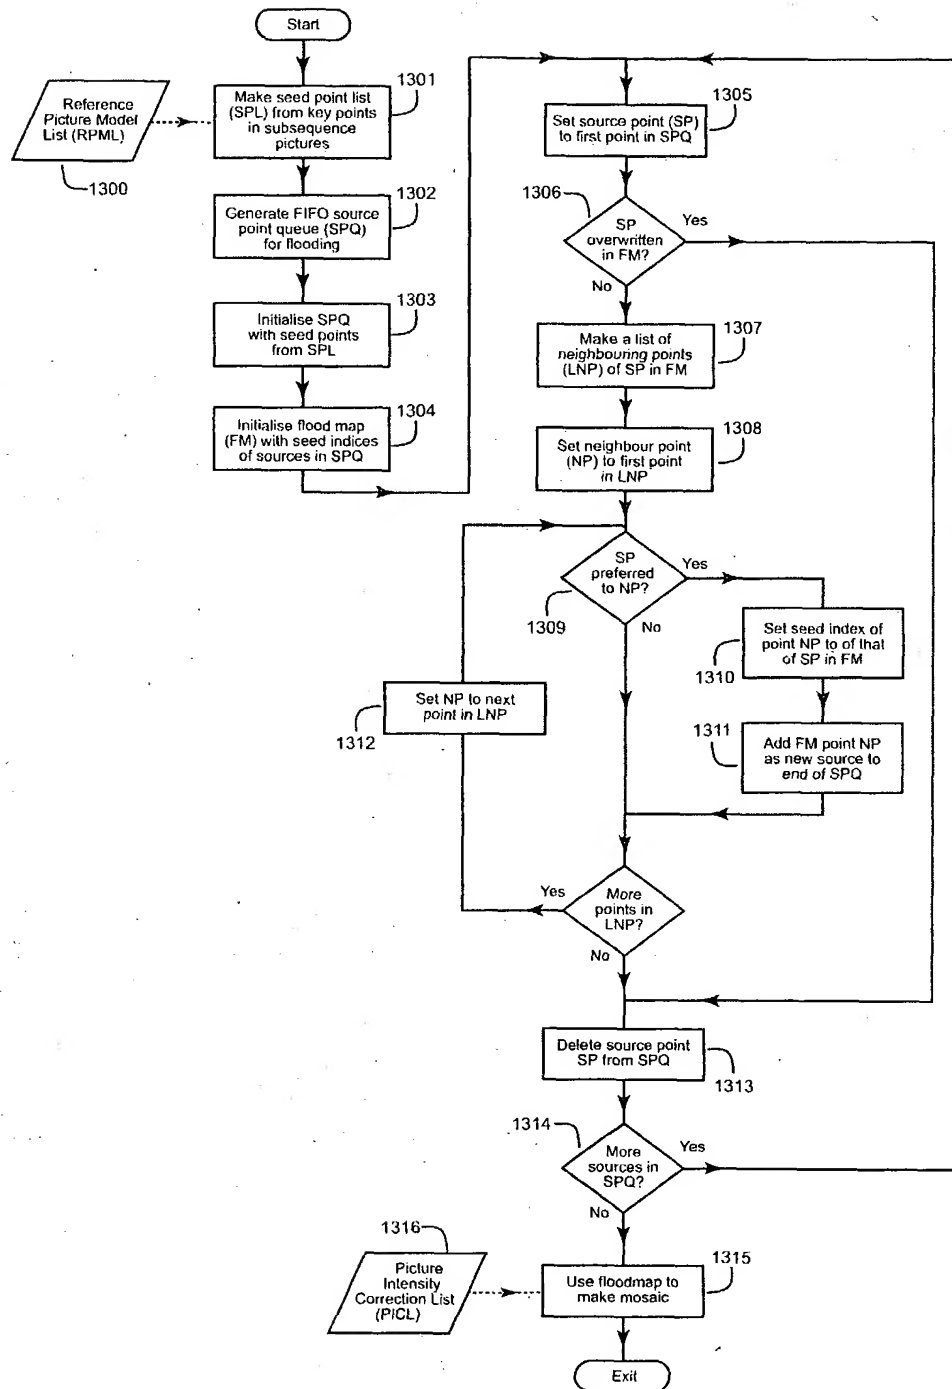 Start
Reference
Picture Model
List (RPML)
1300
1301
Make seed point list
(SPL) from key points
in subsequence
pictures
1302
Generate FIFO source
point queue (SPQ)
for flooding
1303
Initialise SPQ
with seed points
from SPL
1304
Initialise flood map
(FM) with seed indices
of sources in SPQ
1305
Set source point (SP)
to first point in SPQ
1306
SP
overwritten
in FM?
Yes
No
1307
Make a list of
neighbouring points
(LNP) of SP in FM
1308
Set neighbour point
(NP) to first point
in LNP
SP
preferred
to NP?
Yes
1309
No
Set seed index of
point NP to of that
of SP in FM
1310
1311
Add FM point NP
as new source to
end of SPQ
Set NP to next
point in LNP
1312
More
points in
LNP?
Yes
No
Delete source point
SP from SPQ
1313
1314
More
sources in
SPQ?
Yes
No
1316
Picture
Intensity
Correction List
(PICL)
1315
Use floodmap to
make mosaic
Exit